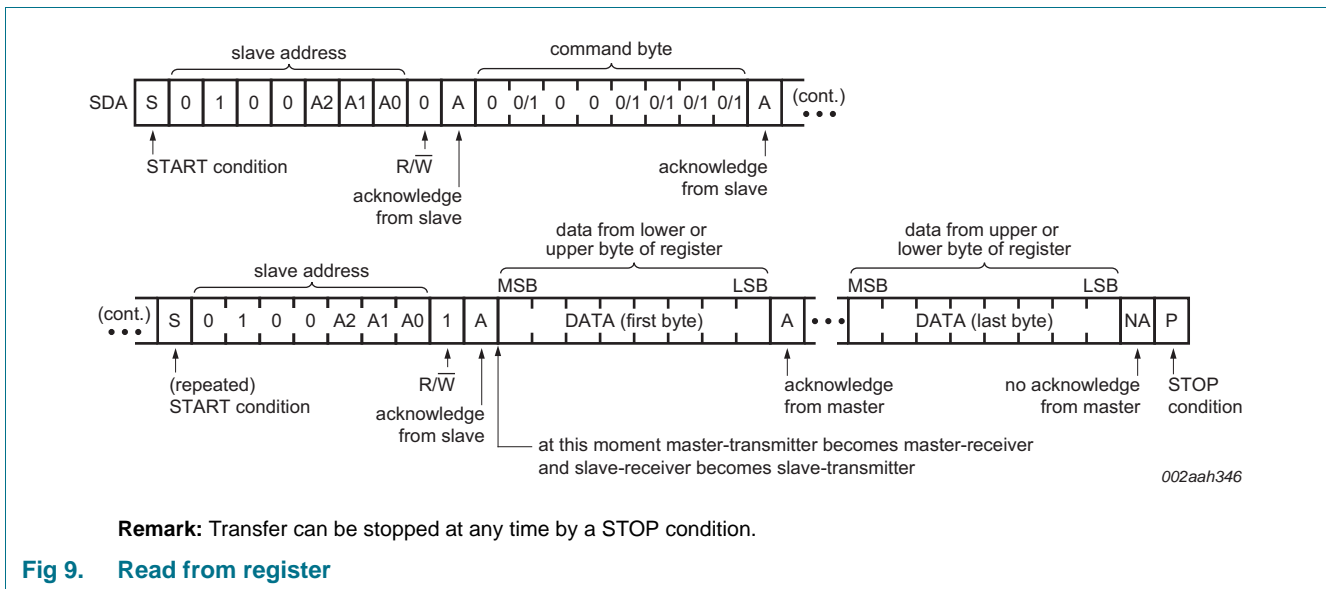 slave address
command byte
SDA S 0 1 0 0 A2 A1 A0 0 A 0 0/1 0 0 0/1 0/1 0/1 0/1 A (cont.)
START condition
R/W
acknowledge
from slave
acknowledge
from slave
data from lower or
upper byte of register
data from upper or
lower byte of register
slave address
MSB LSB MSB LSB
(cont.) S 0 1 0 0 A2 A1 A0 1 A DATA (first byte) A DATA (last byte) NA P
(repeated)
START condition
R/W
acknowledge
from slave
acknowledge
from master
no acknowledge
from master
STOP
condition
at this moment master-transmitter becomes master-receiver
and slave-receiver becomes slave-transmitter
002aah346
Remark: Transfer can be stopped at any time by a STOP condition.
Fig 9. Read from register